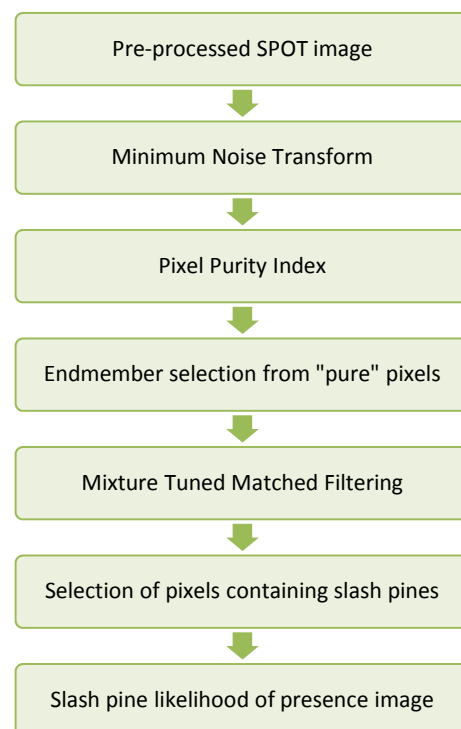 Pre-processed SPOT image
Minimum Noise Transform
Pixel Purity Index
Endmember selection from "pure" pixels
Mixture Tuned Matched Filtering
Selection of pixels containing slash pines
Slash pine likelihood of presence image